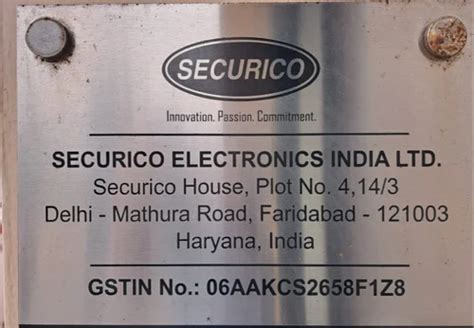 SECURICO
Innovation. Passion. Commitment.
SECURICO ELECTRONICS INDIA LTD.
Securico House, Plot No. 4,14/3
Delhi - Mathura Road, Faridabad - 121003
Haryana, India
GSTIN No.: 06AAKCS2658F1Z8